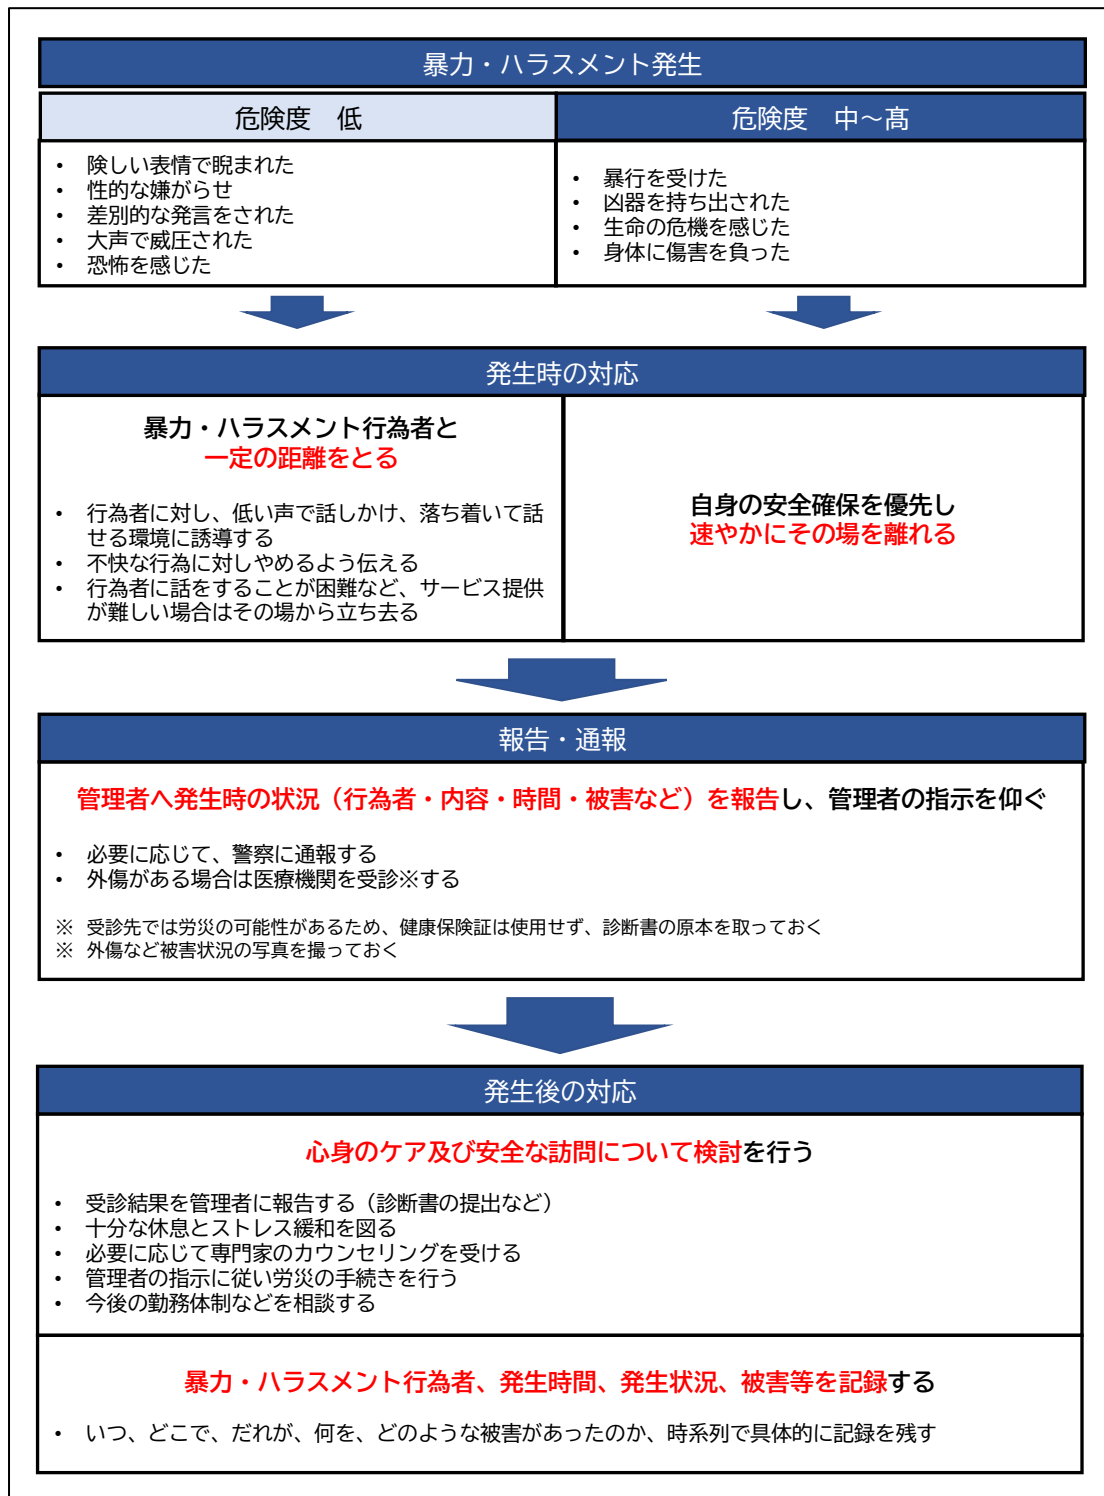 暴力・ハラスメント発生
危険度　低
危険度　中～髙
• 険しい表情で睨まれた
• 性的な嫌がらせ
• 差別的な発言をされた
• 大声で威圧された
• 恐怖を感じた
• 暴行を受けた
• 凶器を持ち出された
• 生命の危機を感じた
• 身体に傷害を負った
発生時の対応
暴力・ハラスメント行為者と
一定の距離をとる
• 行為者に対し、低い声で話しかけ、落ち着いて話
せる環境に誘導する
• 不快な行為に対しやめるよう伝える
• 行為者に話をすることが困難など、サービス提供
が難しい場合はその場から立ち去る
自身の安全確保を優先し
速やかにその場を離れる
報告・通報
管理者へ発生時の状況（行為者・内容・時間・被害など）を報告し、管理者の指示を仰ぐ
• 必要に応じて、警察に通報する
• 外傷がある場合は医療機関を受診※する
※ 受診先では労災の可能性があるため、健康保険証は使用せず、診断書の原本を取っておく
※ 外傷など被害状況の写真を撮っておく
発生後の対応
心身のケア及び安全な訪問について検討を行う
• 受診結果を管理者に報告する（診断書の提出など）
• 十分な休息とストレス緩和を図る
• 必要に応じて専門家のカウンセリングを受ける
• 管理者の指示に従い労災の手続きを行う
• 今後の勤務体制などを相談する
暴力・ハラスメント行為者、発生時間、発生状況、被害等を記録する
• いつ、どこで、だれが、何を、どのような被害があったのか、時系列で具体的に記録を残す